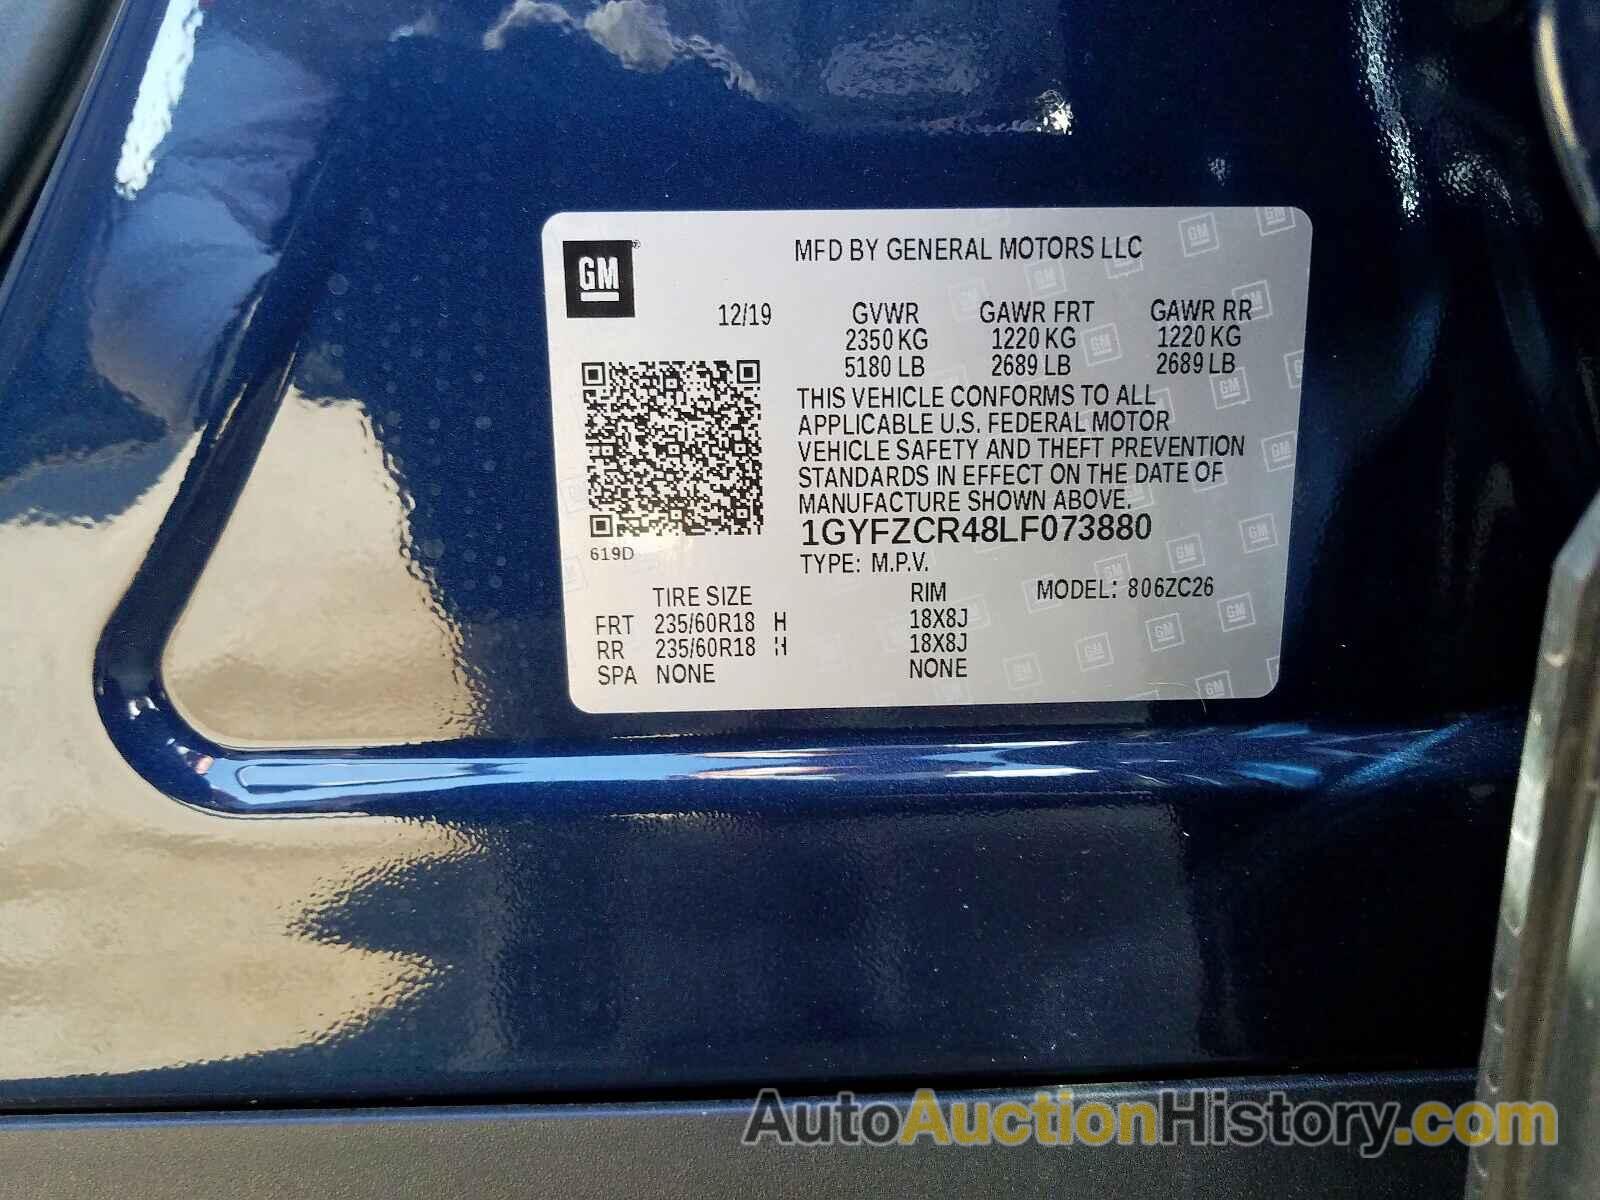 GM
MFD BY GENERAL MOTORS LLC
12/19 GVWR GAWR FRT GAWR RR
2350 KG 1220 KG 1220 KG
5180 LB 2689 LB 2689 LB
THIS VEHICLE CONFORMS TO ALL
APPLICABLE U.S. FEDERAL MOTOR
VEHICLE SAFETY AND THEFT PREVENTION
STANDARDS IN EFFECT ON THE DATE OF
MANUFACTURE SHOWN ABOVE.
1GYFZCR48LF073880
619D
TYPE: M.P.V.
TIRE SIZE RIM MODEL: 806ZC26
FRT 235/60R18 H 18X8J
RR 235/60R18 H 18X8J
SPA NONE NONE
AutoAuctionHistory.com